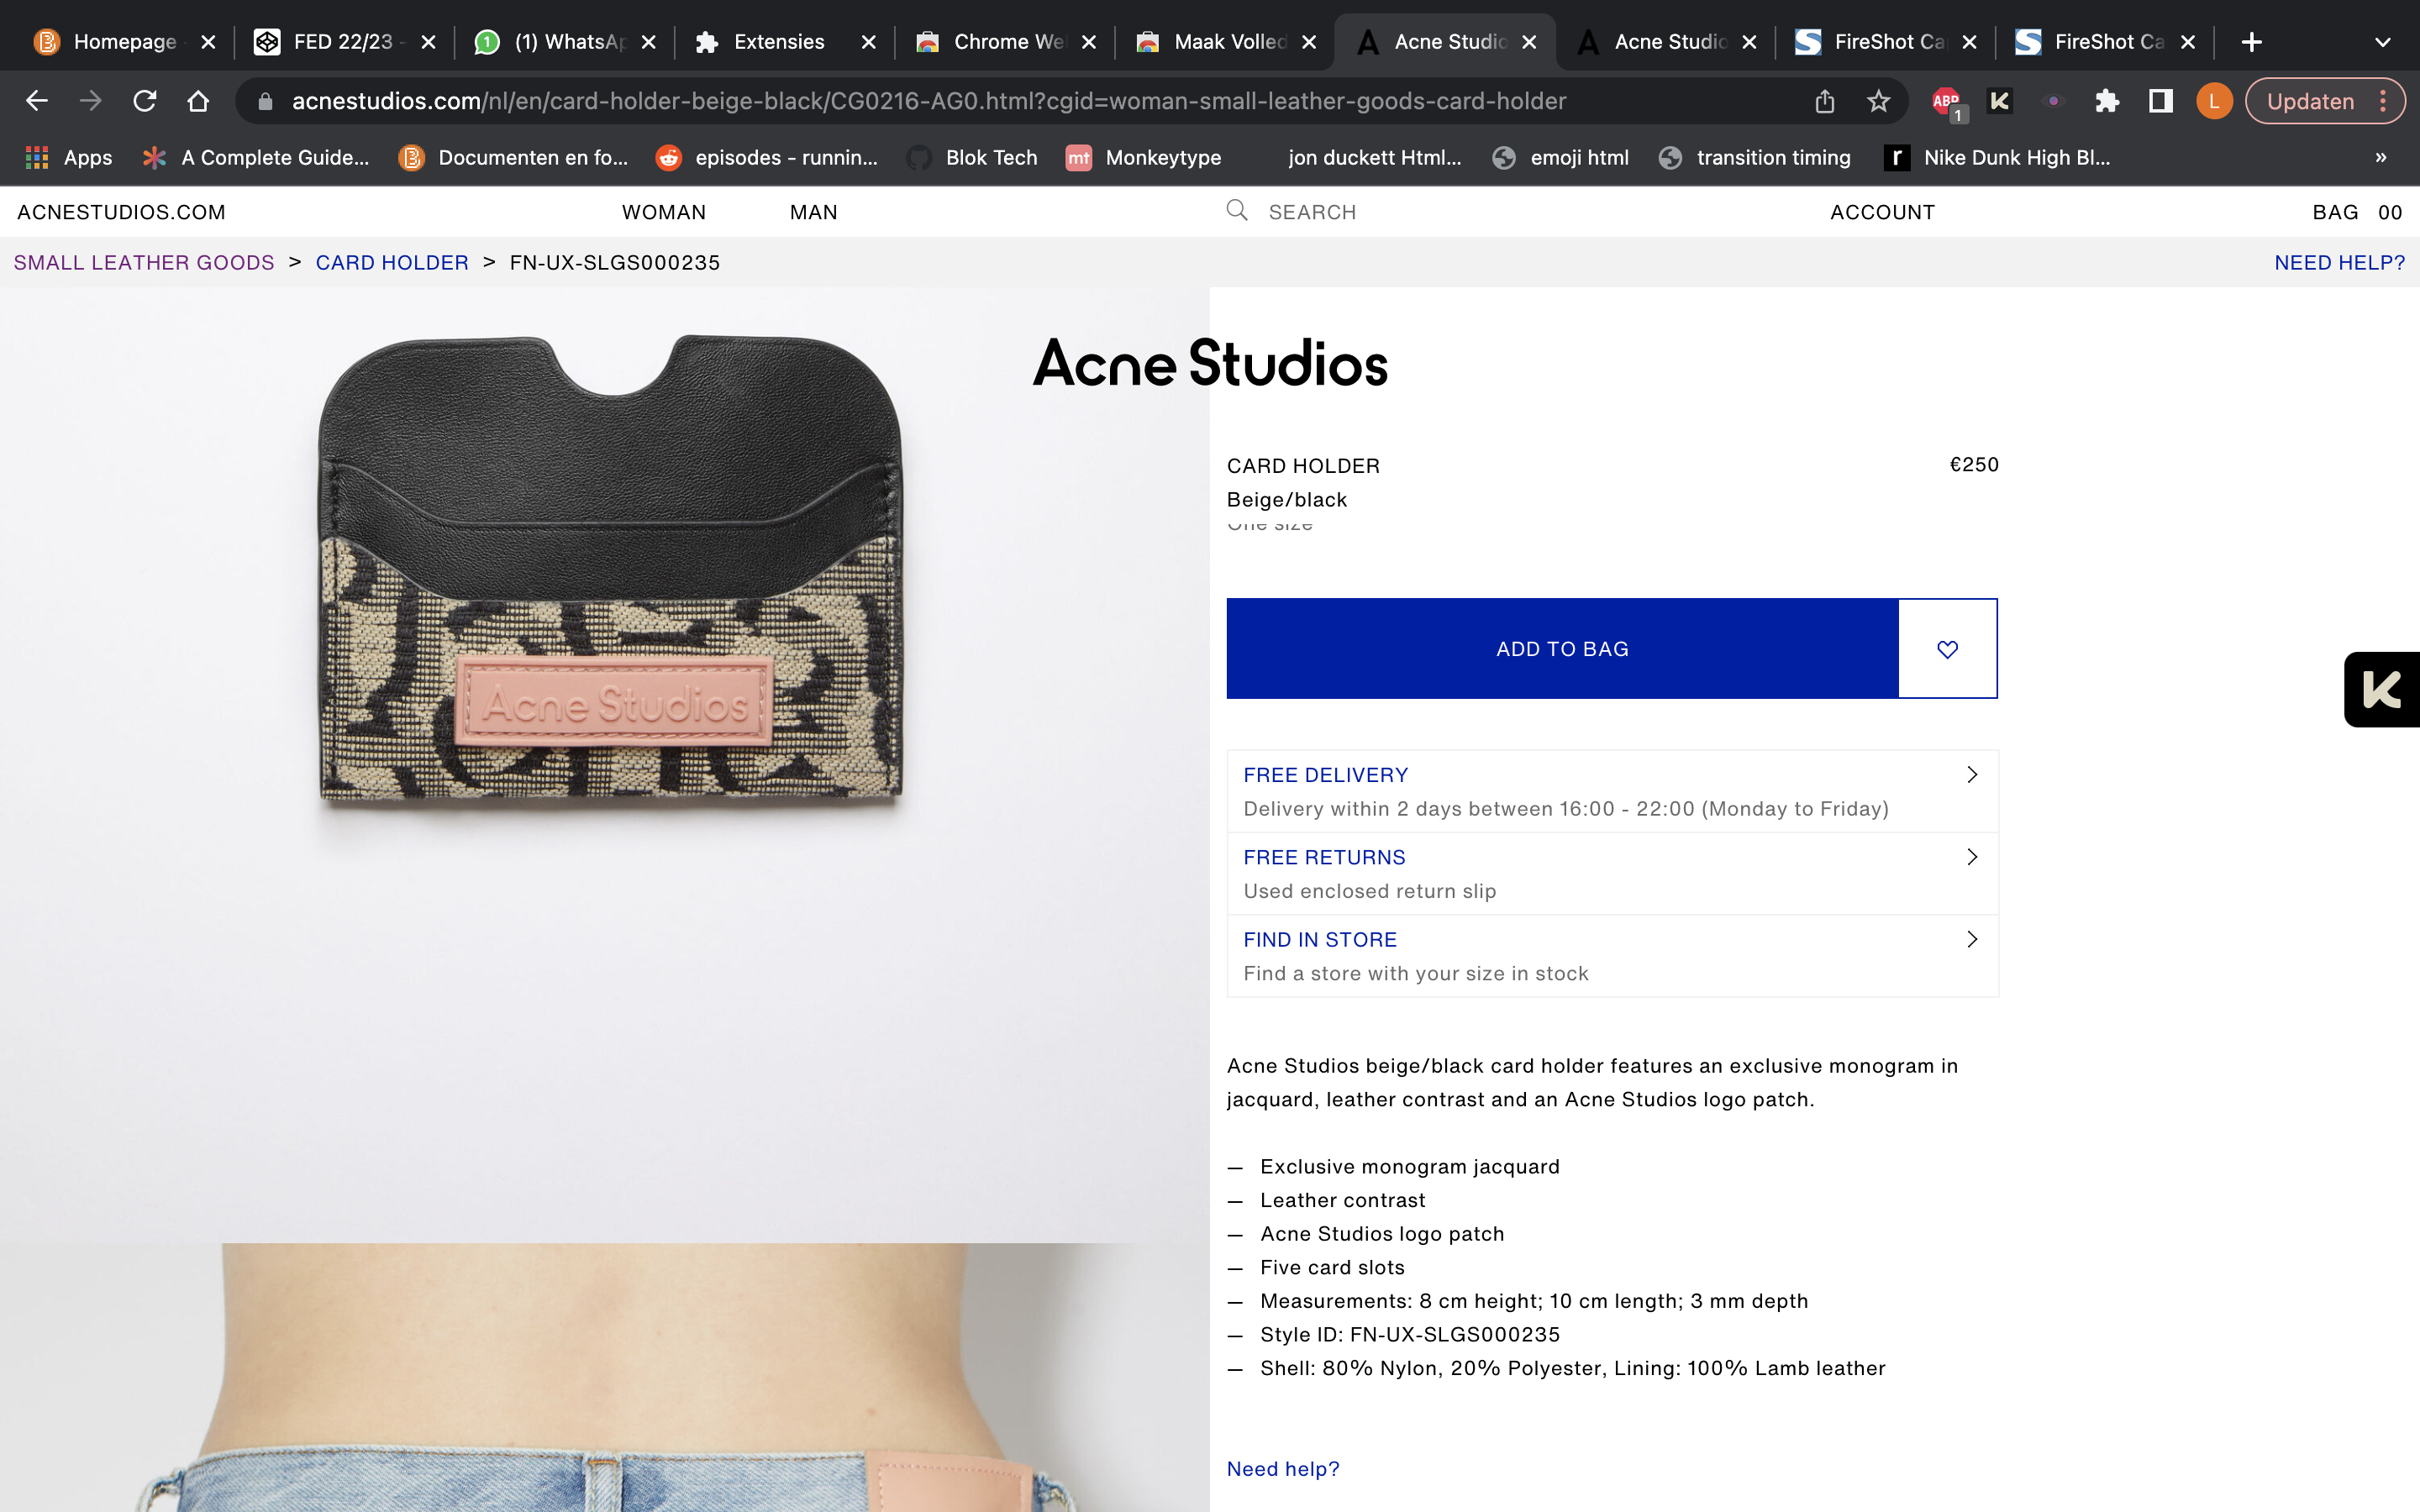 Homepage
FED 22/23 -
(1) WhatsAp
Extensies
Chrome We
Maak Volled
Acne Studio
Acne Studio
FireShot Ca
FireShot Ca
acnestudios.com/nl/en/card-holder-beige-black/CG0216-AG0.html?cgid=woman-small-leather-goods-card-holder
ABP
1
L
Updaten
Apps
A Complete Guide...
Documenten en fo...
episodes - runnin...
Blok Tech
mt Monkeytype
jon duckett Html...
emoji html
transition timing
r Nike Dunk High Bl...
»
ACNESTUDIOS.COM
WOMAN
MAN
SEARCH
ACCOUNT
BAG 00
SMALL LEATHER GOODS > CARD HOLDER > FN-UX-SLGS000235
NEED HELP?
Acne Studios
CARD HOLDER
€250
Beige/black
One size
ADD TO BAG
Acne Studios
K
FREE DELIVERY
Delivery within 2 days between 16:00 - 22:00 (Monday to Friday)
FREE RETURNS
Used enclosed return slip
FIND IN STORE
Find a store with your size in stock
Acne Studios beige/black card holder features an exclusive monogram in
jacquard, leather contrast and an Acne Studios logo patch.
— Exclusive monogram jacquard
— Leather contrast
— Acne Studios logo patch
— Five card slots
— Measurements: 8 cm height; 10 cm length; 3 mm depth
— Style ID: FN-UX-SLGS000235
— Shell: 80% Nylon, 20% Polyester, Lining: 100% Lamb leather
Need help?